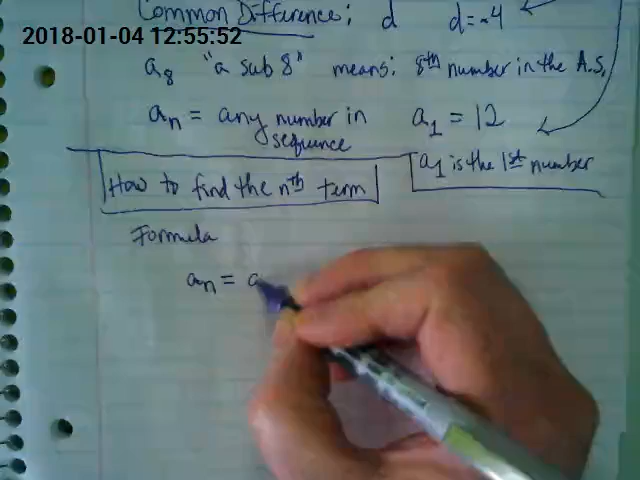 Common Difference: d d = -4
2018-01-04 12:55:52
a8 "a sub 8" means: 8th number in the A.S.
an = any number in sequence a1 = 12
a1 is the 1st number
How to find the nth term
Formula
an = a